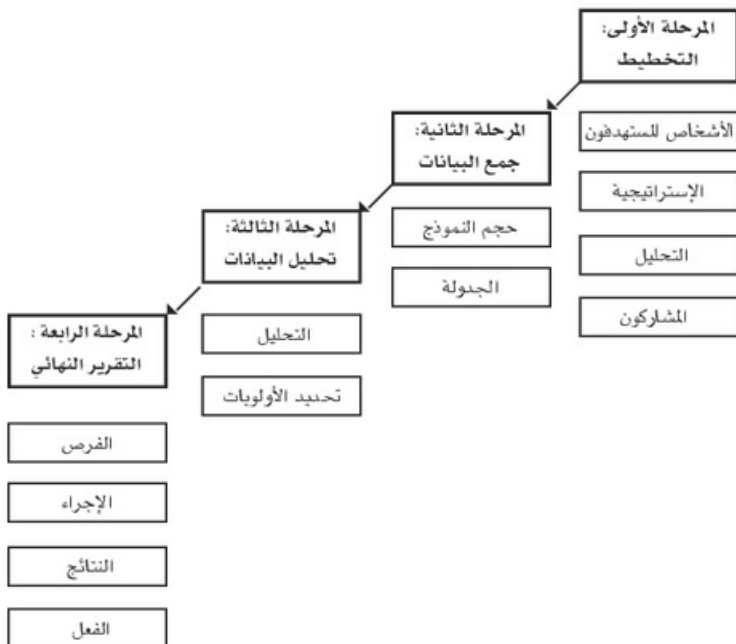 المرحلة الأولى:
التخطيط
الأشخاص المستهدفون
الإستراتيجية
التحليل
المشاركون
المرحلة الثانية:
جمع البيانات
حجم النموذج
الجدولة
المرحلة الثالثة:
تحليل البيانات
التحليل
تحديد الأولويات
المرحلة الرابعة :
التقرير النهائي
الفرص
الإجراء
النتائج
الفعل